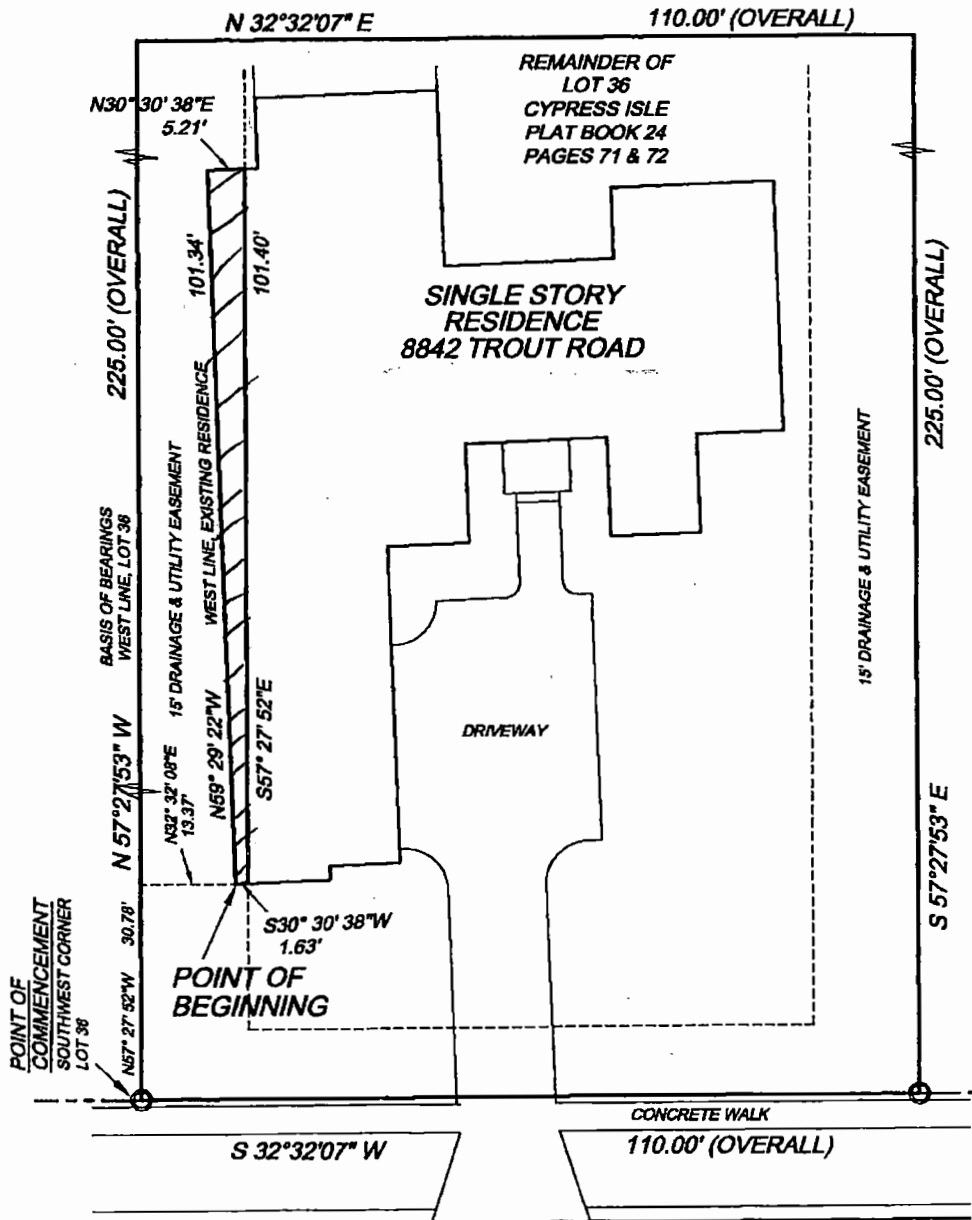 N 32°32'07" E
110.00' (OVERALL)
REMAINDER OF
LOT 36
CYPRESS ISLE
PLAT BOOK 24
PAGES 71 & 72
N30° 30' 38"E
5.21'
225.00' (OVERALL)
101.34'
101.40'
SINGLE STORY
RESIDENCE
8842 TROUT ROAD
225.00' (OVERALL)
BASIS OF BEARINGS
WEST LINE, LOT 36
15' DRAINAGE & UTILITY EASEMENT
WEST LINE, EXISTING RESIDENCE
15' DRAINAGE & UTILITY EASEMENT
DRIVEWAY
N 57°27'53" W
N32° 32' 08"E
13.37'
N59° 29' 22"W
S57° 27' 52"E
S 57°27'53" E
S30° 30' 38"W
1.63'
POINT OF
BEGINNING
POINT OF
COMMENCEMENT
SOUTHWEST CORNER
LOT 36
N57° 27' 52"W 30.78'
CONCRETE WALK
S 32°32'07" W
110.00' (OVERALL)